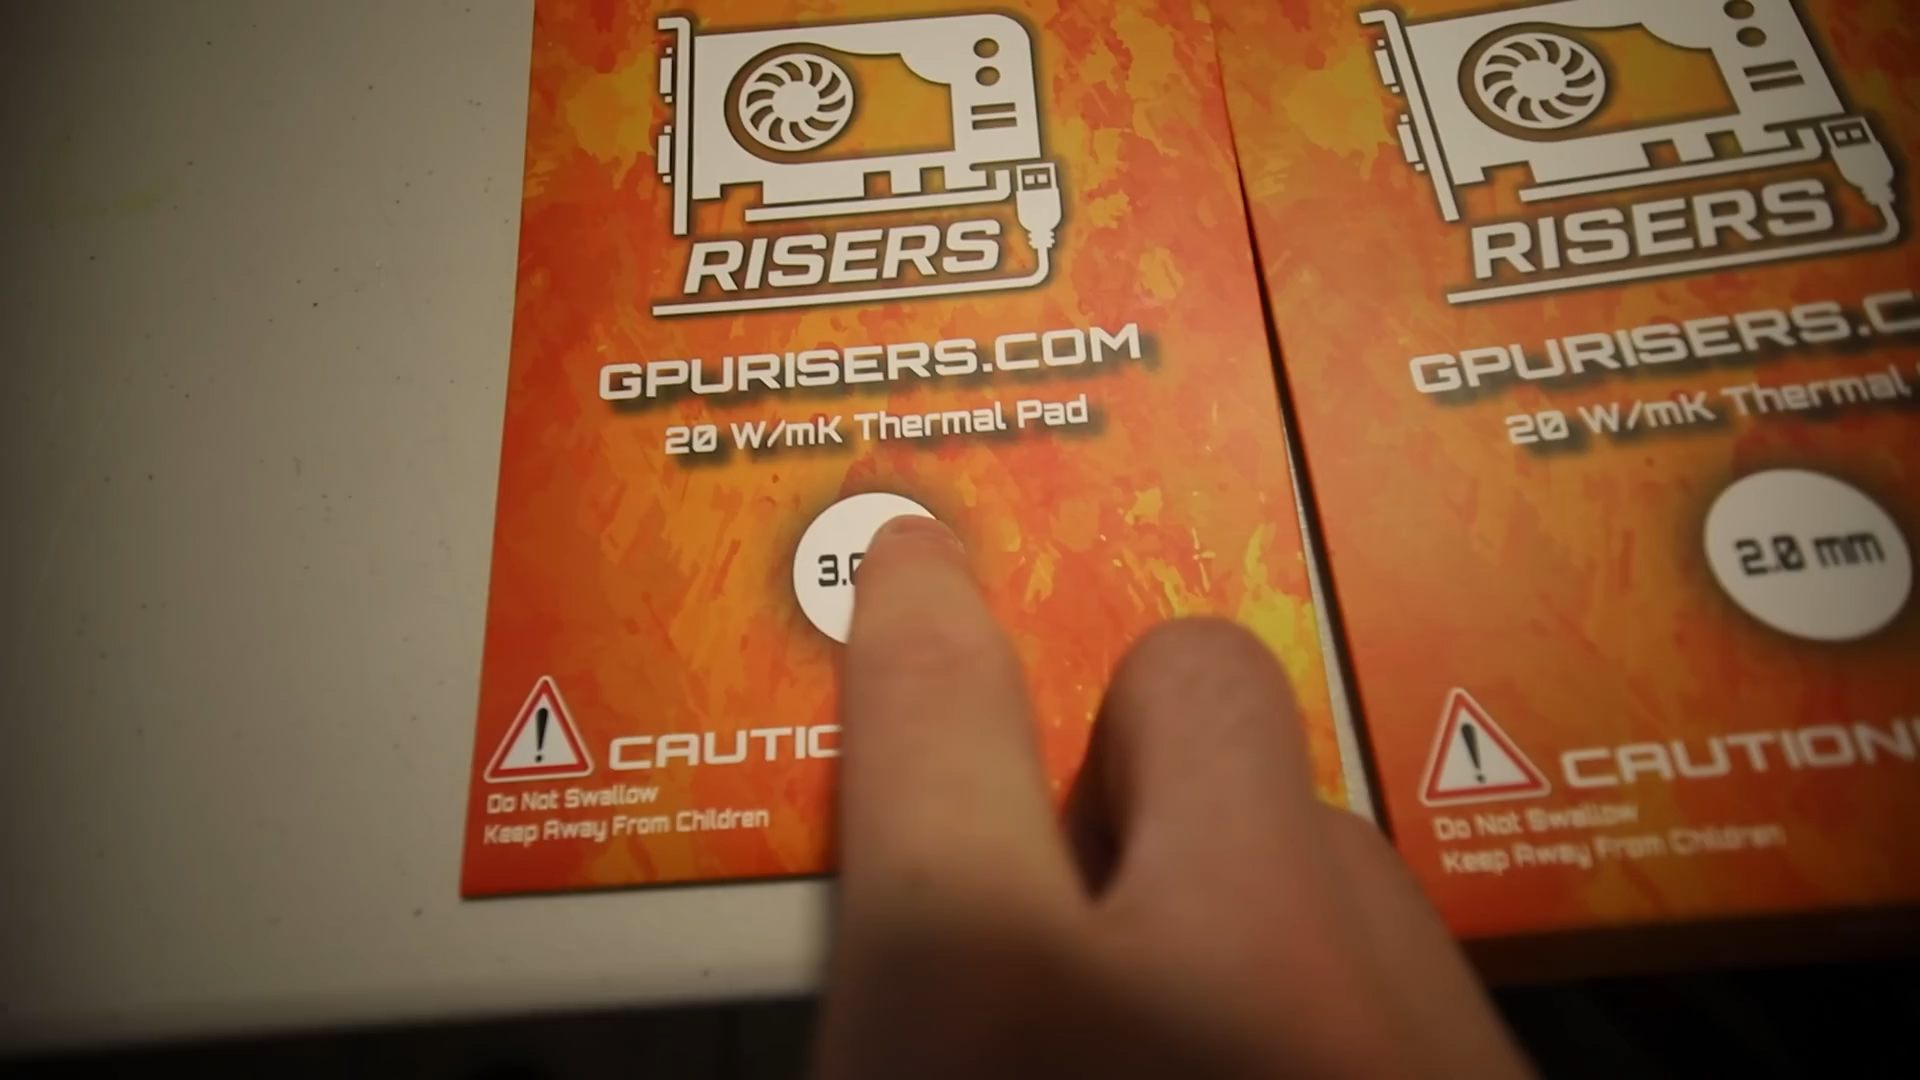 RISERS
GPURISERS.COM
20 W/mK Thermal Pad
Do Not Swallow
Keep Away From Children
RISERS
20 W/mK Thermal
2.0 mm
CAUTION
Do Not Swallow
Keep Away From Children